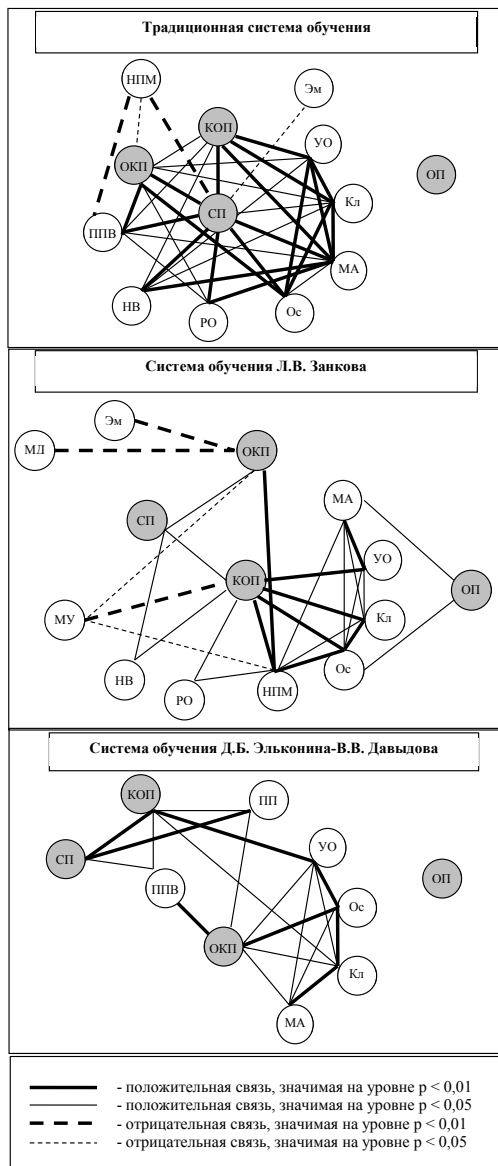 Традиционная система обучения
НПМ
Эм
КОП
УО
ОКП
ОП
Кл
СП
ППВ
МА
НВ
РО
Ос
Система обучения Л.В. Занкова
Эм
МД
ОКП
МА
СП
УО
КОП
ОП
МУ
Кл
Ос
НВ
РО
НПМ
Система обучения Д.Б. Эльконина-В.В. Давыдова
КОП
ПП
СП
УО
ППВ
ОП
Ос
ОКП
Кл
МА
- положительная связь, значимая на уровне p < 0,01
- положительная связь, значимая на уровне p < 0,05
- отрицательная связь, значимая на уровне p < 0,01
- отрицательная связь, значимая на уровне p < 0,05